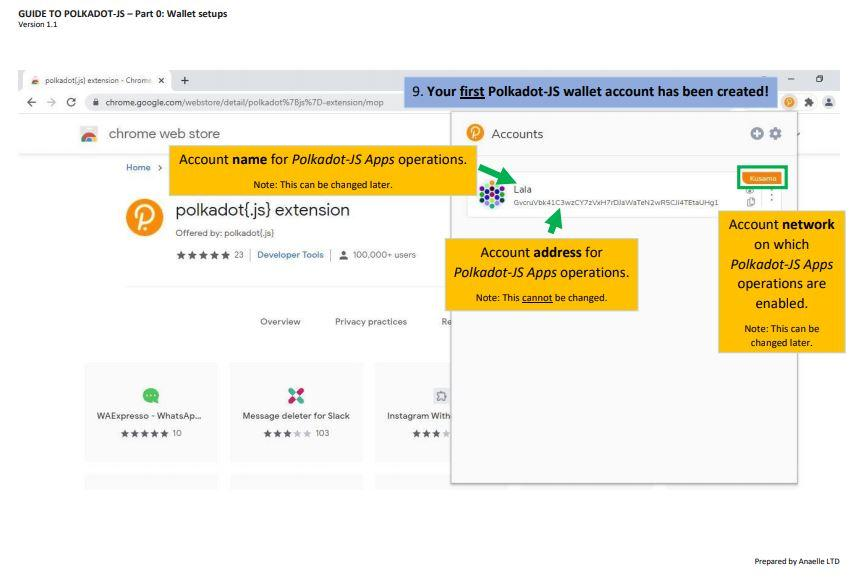 GUIDE TO POLKADOT-JS – Part 0: Wallet setups
Version 1.1
polkadot{.js} extension - Chrome
9. Your first Polkadot-JS wallet account has been created!
chrome.google.com/webstore/detail/polkadot%7Bjs%7D-extension/mop
chrome web store
Accounts
Home >
Account name for Polkadot-JS Apps operations.
Note: This can be changed later.
Kusama
Lala
polkadot{.js} extension
Offered by: polkadot{.js}
23 | Developer Tools | 100,000+ users
Account address for
Polkadot-JS Apps operations.
Note: This cannot be changed.
Account network
on which
Polkadot-JS Apps
operations are
enabled.
Note: This can be
changed later.
Overview Privacy practices Re
WAExpresso - WhatsAp...
10
Message deleter for Slack
103
Instagram With
Prepared by Anaelle LTD